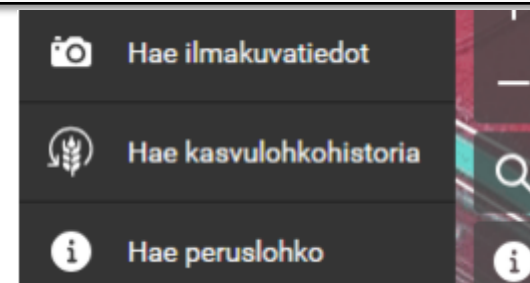 Hae ilmakuvatiedot
Hae kasvulohkohistoria
Hae peruslohko